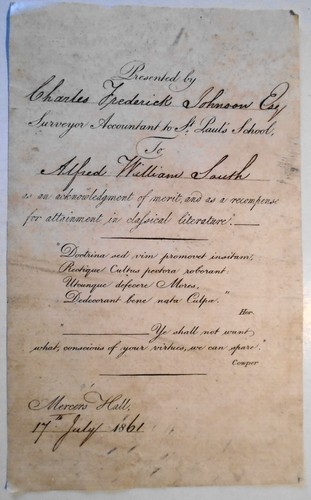 Presented by
Charles Frederick Johnson Esq
Surveyor Accountant to St. Paul's School,
To
Alfred William South
as an acknowledgment of merit, and as a recompense
for attainment in classical literature.
"Doctrina sed vim promovet insitam,
Rectique Cultus pectora roborant:
Utcunque defecere Mores,
Dedecorant bene nata Culpæ."
Hor.
"Ye shall not want
what, conscious of your virtues, we can spare."
Cowper
Mercers Hall,
17th July 1861